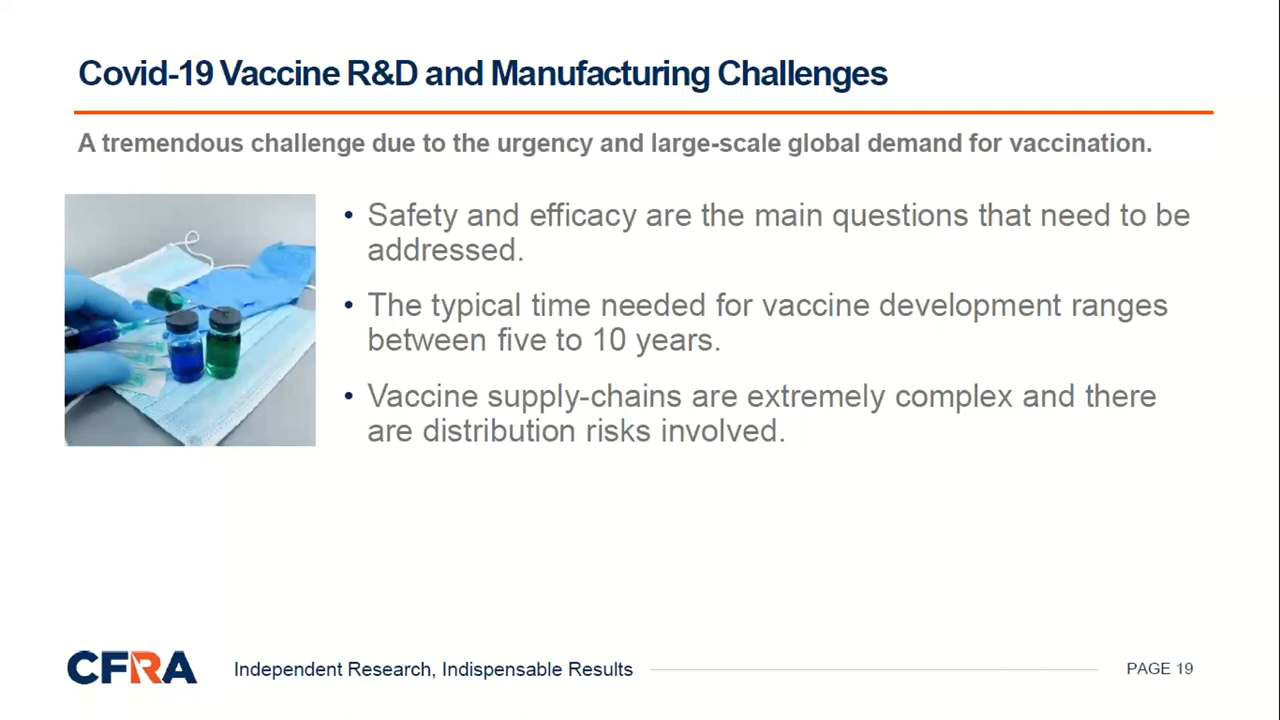 Covid-19 Vaccine R&D and Manufacturing Challenges
A tremendous challenge due to the urgency and large-scale global demand for vaccination.
• Safety and efficacy are the main questions that need to be
addressed.
• The typical time needed for vaccine development ranges
between five to 10 years.
• Vaccine supply-chains are extremely complex and there
are distribution risks involved.
CFRA Independent Research, Indispensable Results PAGE 19